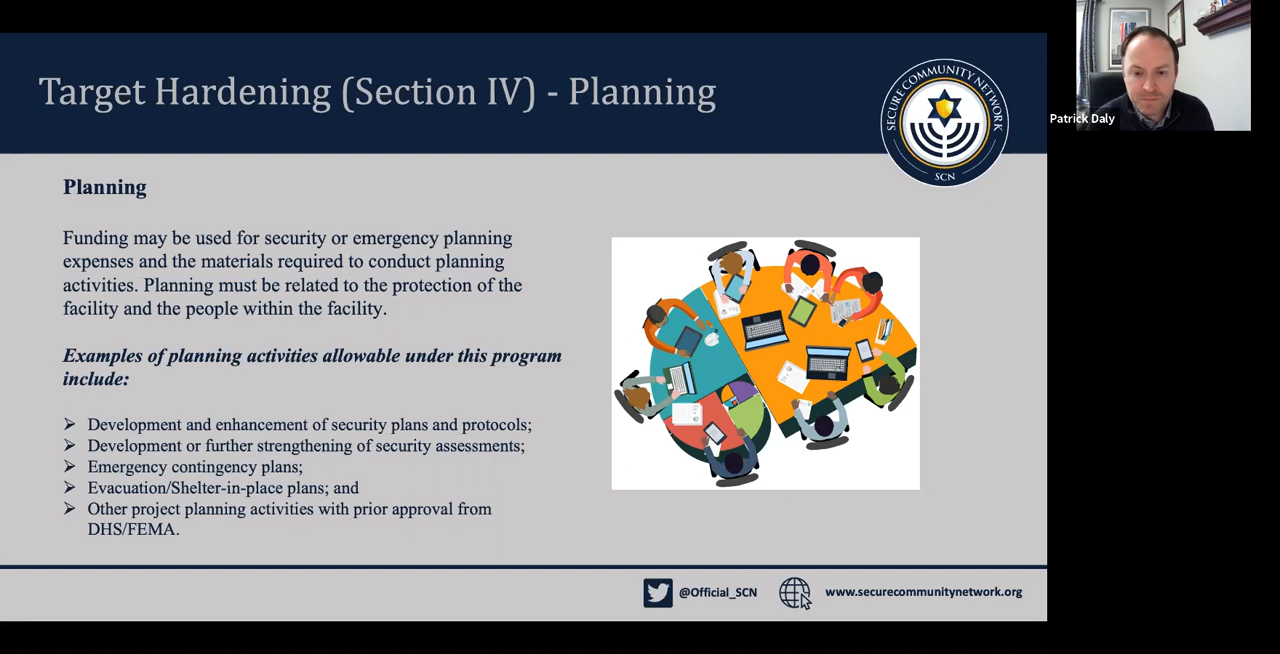 Target Hardening (Section IV) - Planning
SECURE COMMUNITY NETWORK
SCN
Patrick Daly
Planning
Funding may be used for security or emergency planning
expenses and the materials required to conduct planning
activities. Planning must be related to the protection of the
facility and the people within the facility.
Examples of planning activities allowable under this program
include:
➢ Development and enhancement of security plans and protocols;
➢ Development or further strengthening of security assessments;
➢ Emergency contingency plans;
➢ Evacuation/Shelter-in-place plans; and
➢ Other project planning activities with prior approval from
DHS/FEMA.
@Official_SCN
www.securecommunitynetwork.org